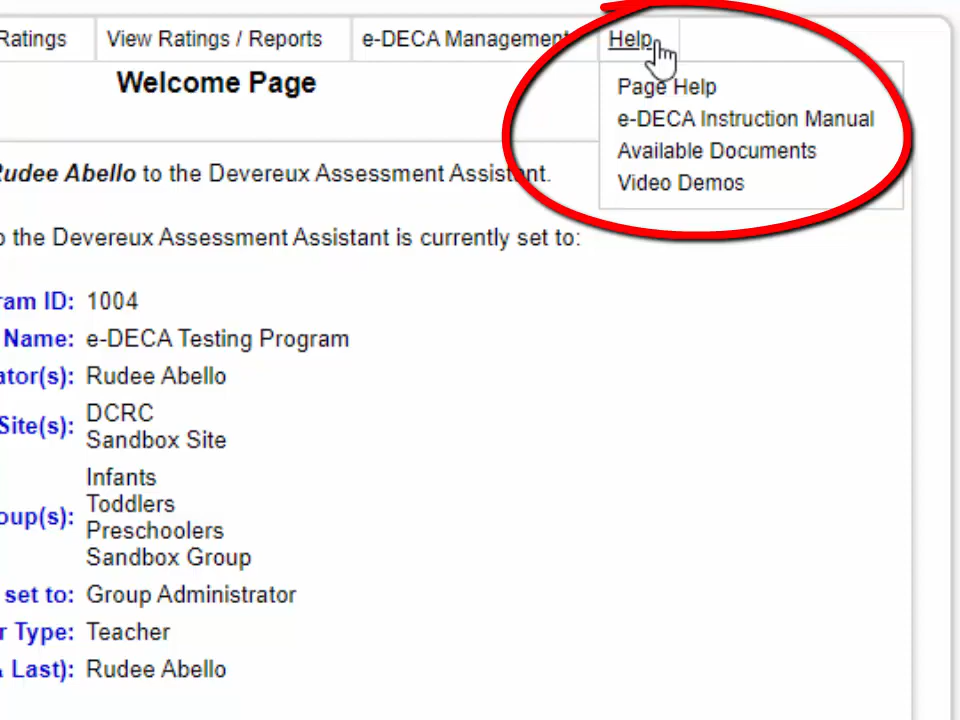 Ratings View Ratings / Reports e-DECA Management Help
Welcome Page
Page Help
e-DECA Instruction Manual
Available Documents
Video Demos
Rudee Abello to the Devereux Assessment Assistant.
the Devereux Assessment Assistant is currently set to:
ram ID: 1004
Name: e-DECA Testing Program
ator(s): Rudee Abello
Site(s): DCRC
Sandbox Site
oup(s): Infants
Toddlers
Preschoolers
Sandbox Group
set to: Group Administrator
r Type: Teacher
Last): Rudee Abello